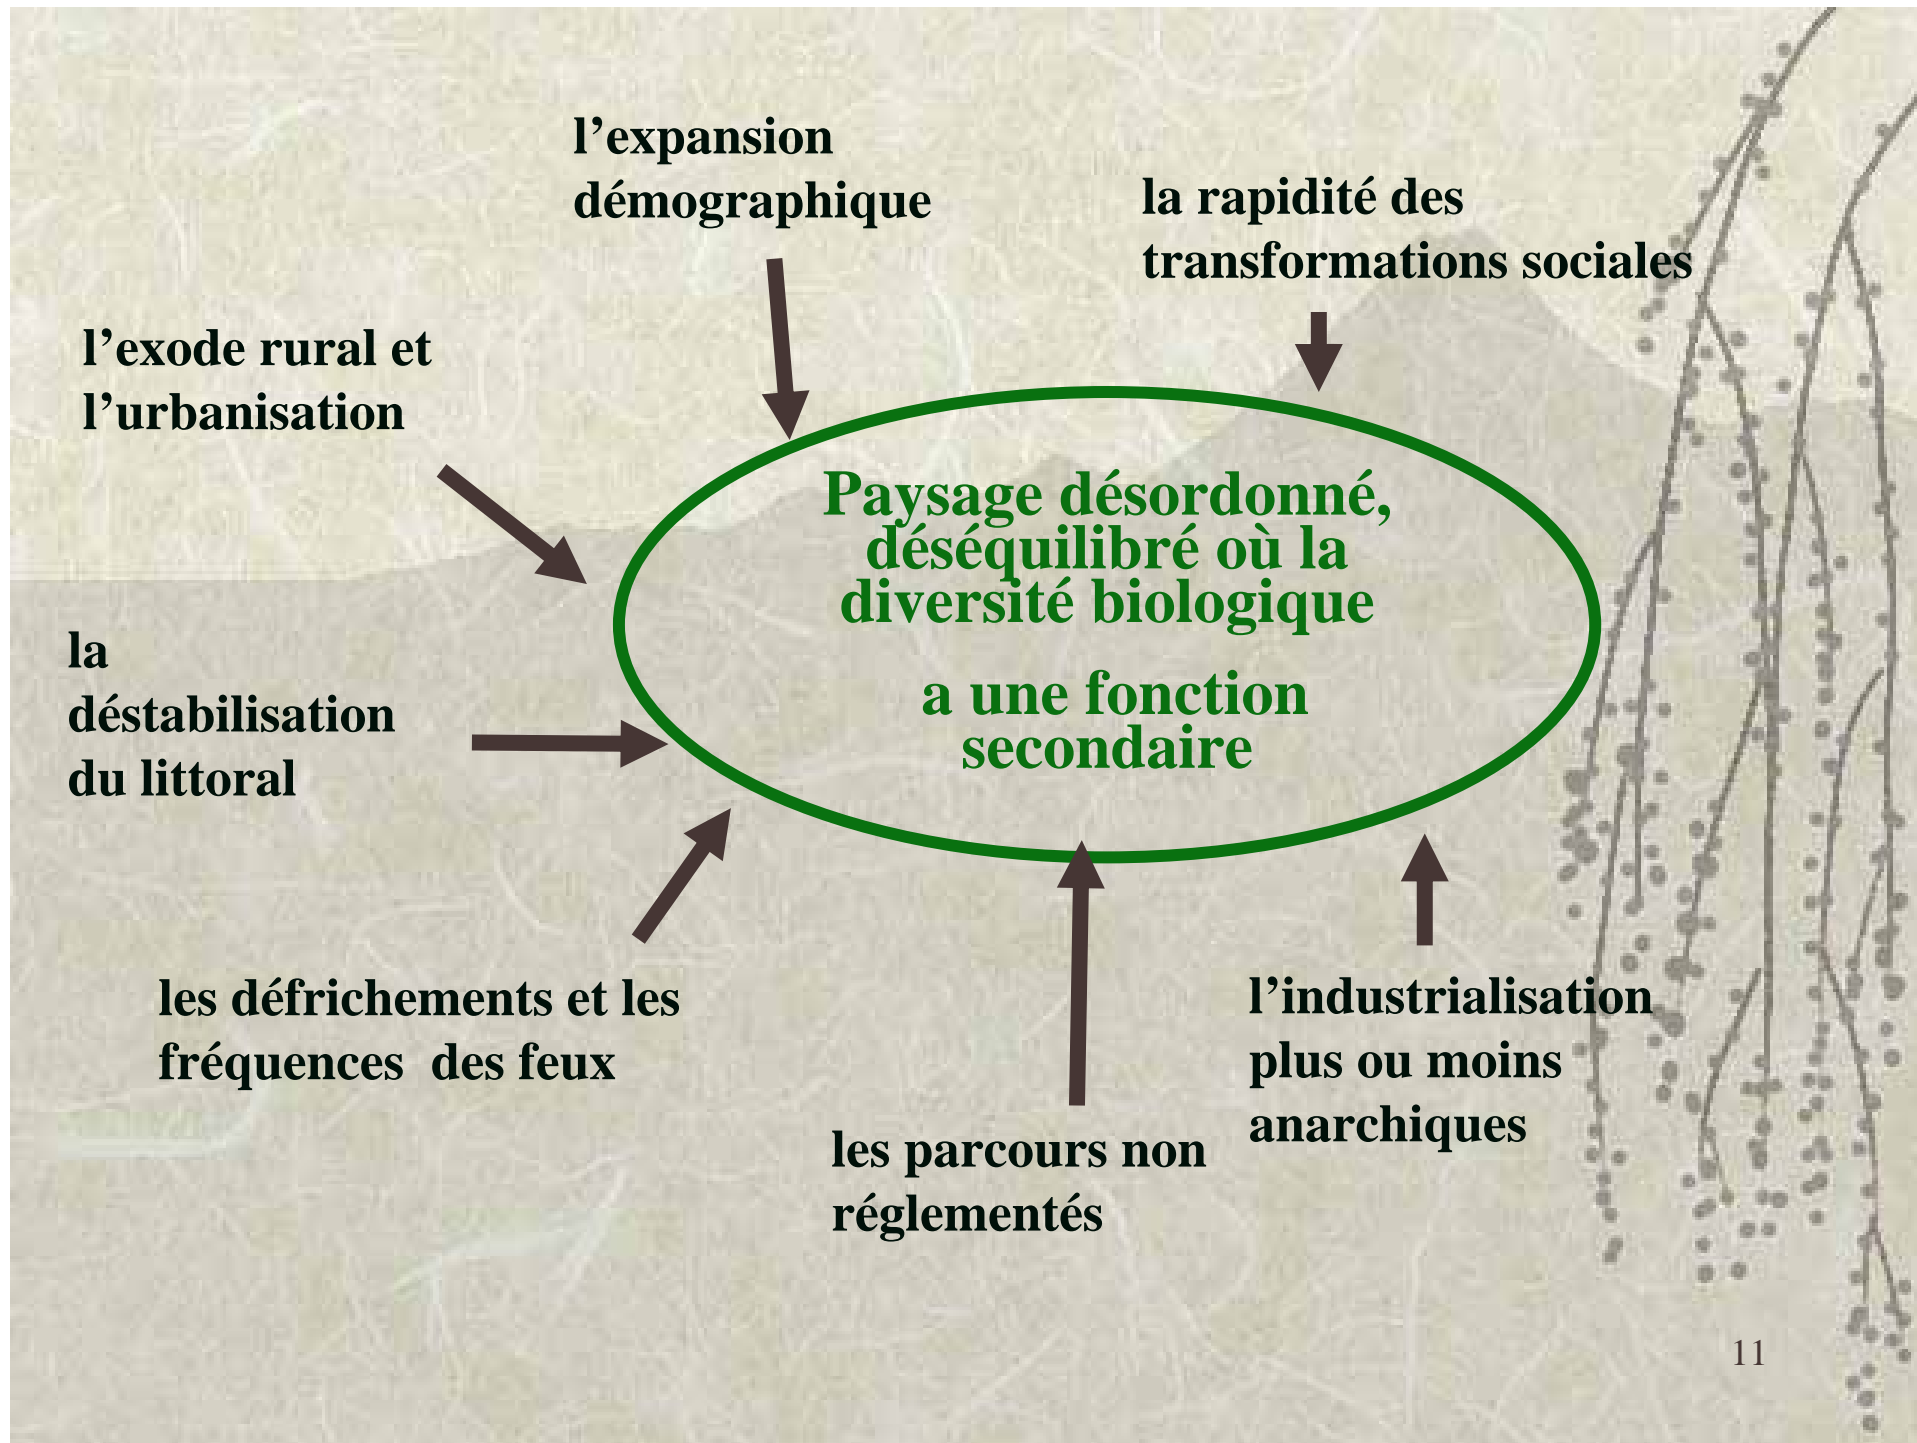 l’expansion
démographique
la rapidité des
transformations sociales
l’exode rural et
l’urbanisation
Paysage désordonné,
déséquilibré où la
diversité biologique
a une fonction
secondaire
la
déstabilisation
du littoral
les défrichements et les
fréquences  des feux
l’industrialisation
plus ou moins
anarchiques
les parcours non
réglementés
11